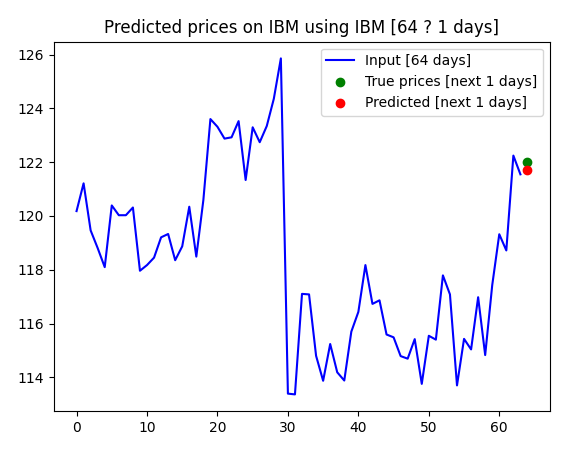 Predicted prices on IBM using IBM [64 ? 1 days]
Input [64 days]
True prices [next 1 days]
Predicted [next 1 days]
126
124
122
120
118
116
114
0 10 20 30 40 50 60